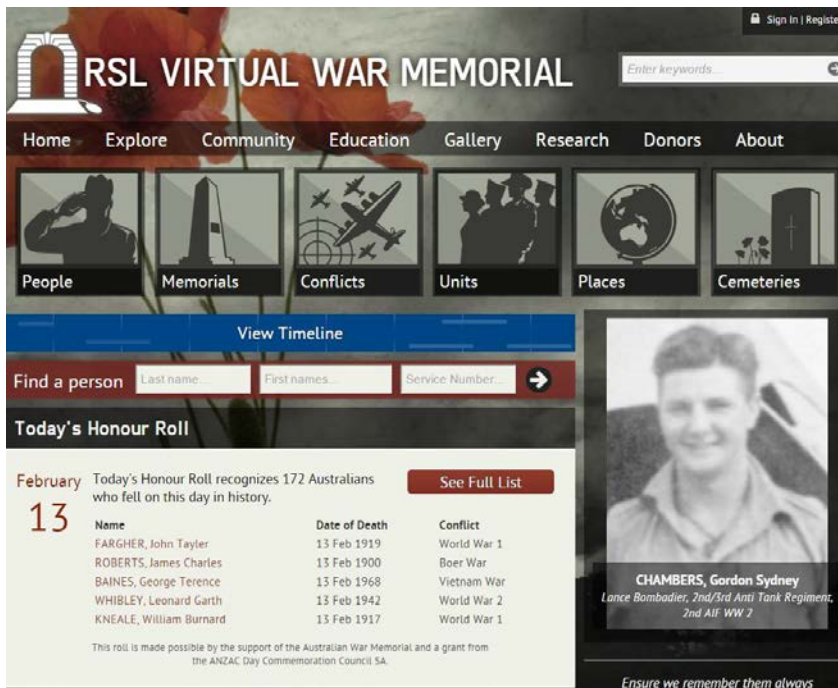 Sign In | Registe
RSL VIRTUAL WAR MEMORIAL
Enter keywords...
Home Explore Community Education Gallery Research Donors About
People Memorials Conflicts Units Places Cemeteries
View Timeline
Find a person Last name... First names... Service Number...
Today's Honour Roll
February
13
Today's Honour Roll recognizes 172 Australians
who fell on this day in history.
See Full List
Name Date of Death Conflict
FARGHER, John Tayler 13 Feb 1919 World War 1
ROBERTS, James Charles 13 Feb 1900 Boer War
BAINES, George Terence 13 Feb 1968 Vietnam War
WHIBLEY, Leonard Garth 13 Feb 1942 World War 2
KNEALE, William Burnard 13 Feb 1917 World War 1
This roll is made possible by the support of the Australian War Memorial and a grant from
the ANZAC Day Commemoration Council SA.
CHAMBERS, Gordon Sydney
Lance Bombadier, 2nd/3rd Anti Tank Regiment,
2nd AIF WW 2
Ensure we remember them always